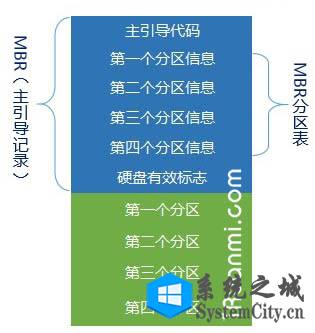 MBR（主引导记录）
主引导代码
第一个分区信息
第二个分区信息
第三个分区信息
第四个分区信息
硬盘有效标志
MBR分区表
第一个分区
第二个分区
第三个分区
第四
系统之城
SystemCity.com